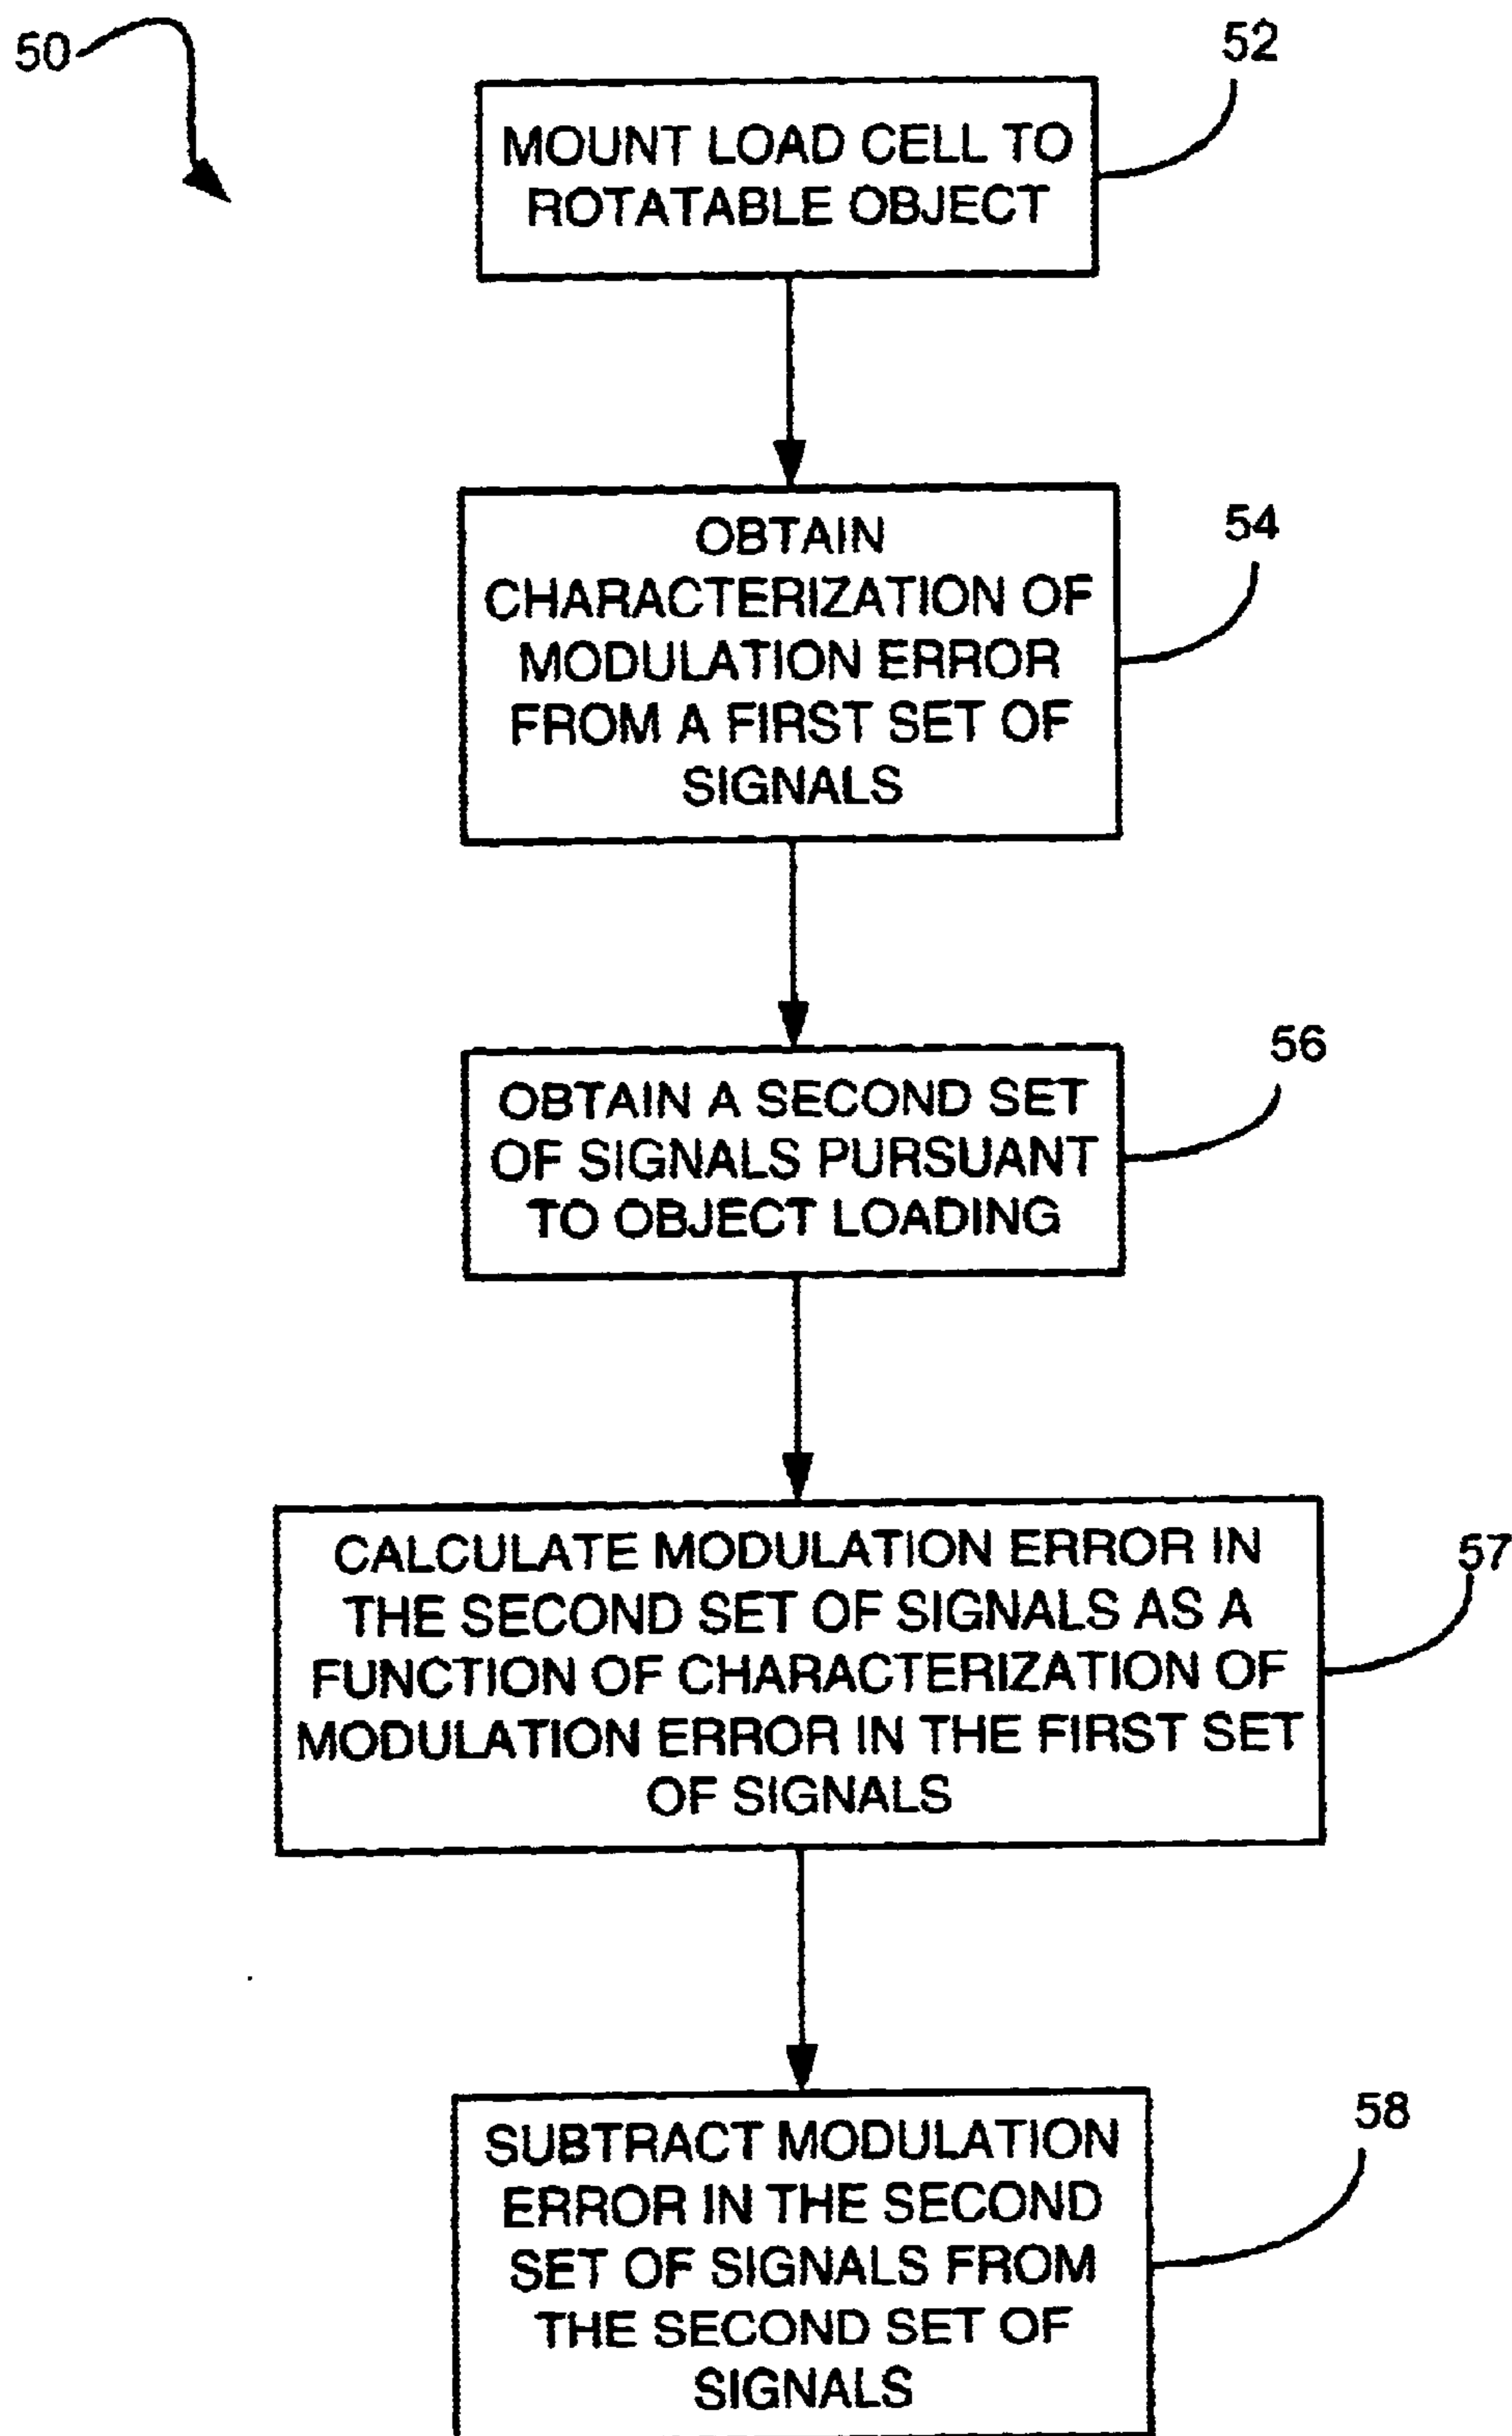 50
52
MOUNT LOAD CELL TO
ROTATABLE OBJECT
54
OBTAIN
CHARACTERIZATION OF
MODULATION ERROR
FROM A FIRST SET OF
SIGNALS
56
OBTAIN A SECOND SET
OF SIGNALS PURSUANT
TO OBJECT LOADING
57
CALCULATE MODULATION ERROR IN
THE SECOND SET OF SIGNALS AS A
FUNCTION OF CHARACTERIZATION OF
MODULATION ERROR IN THE FIRST SET
OF SIGNALS
58
SUBTRACT MODULATION
ERROR IN THE SECOND
SET OF SIGNALS FROM
THE SECOND SET OF
SIGNALS